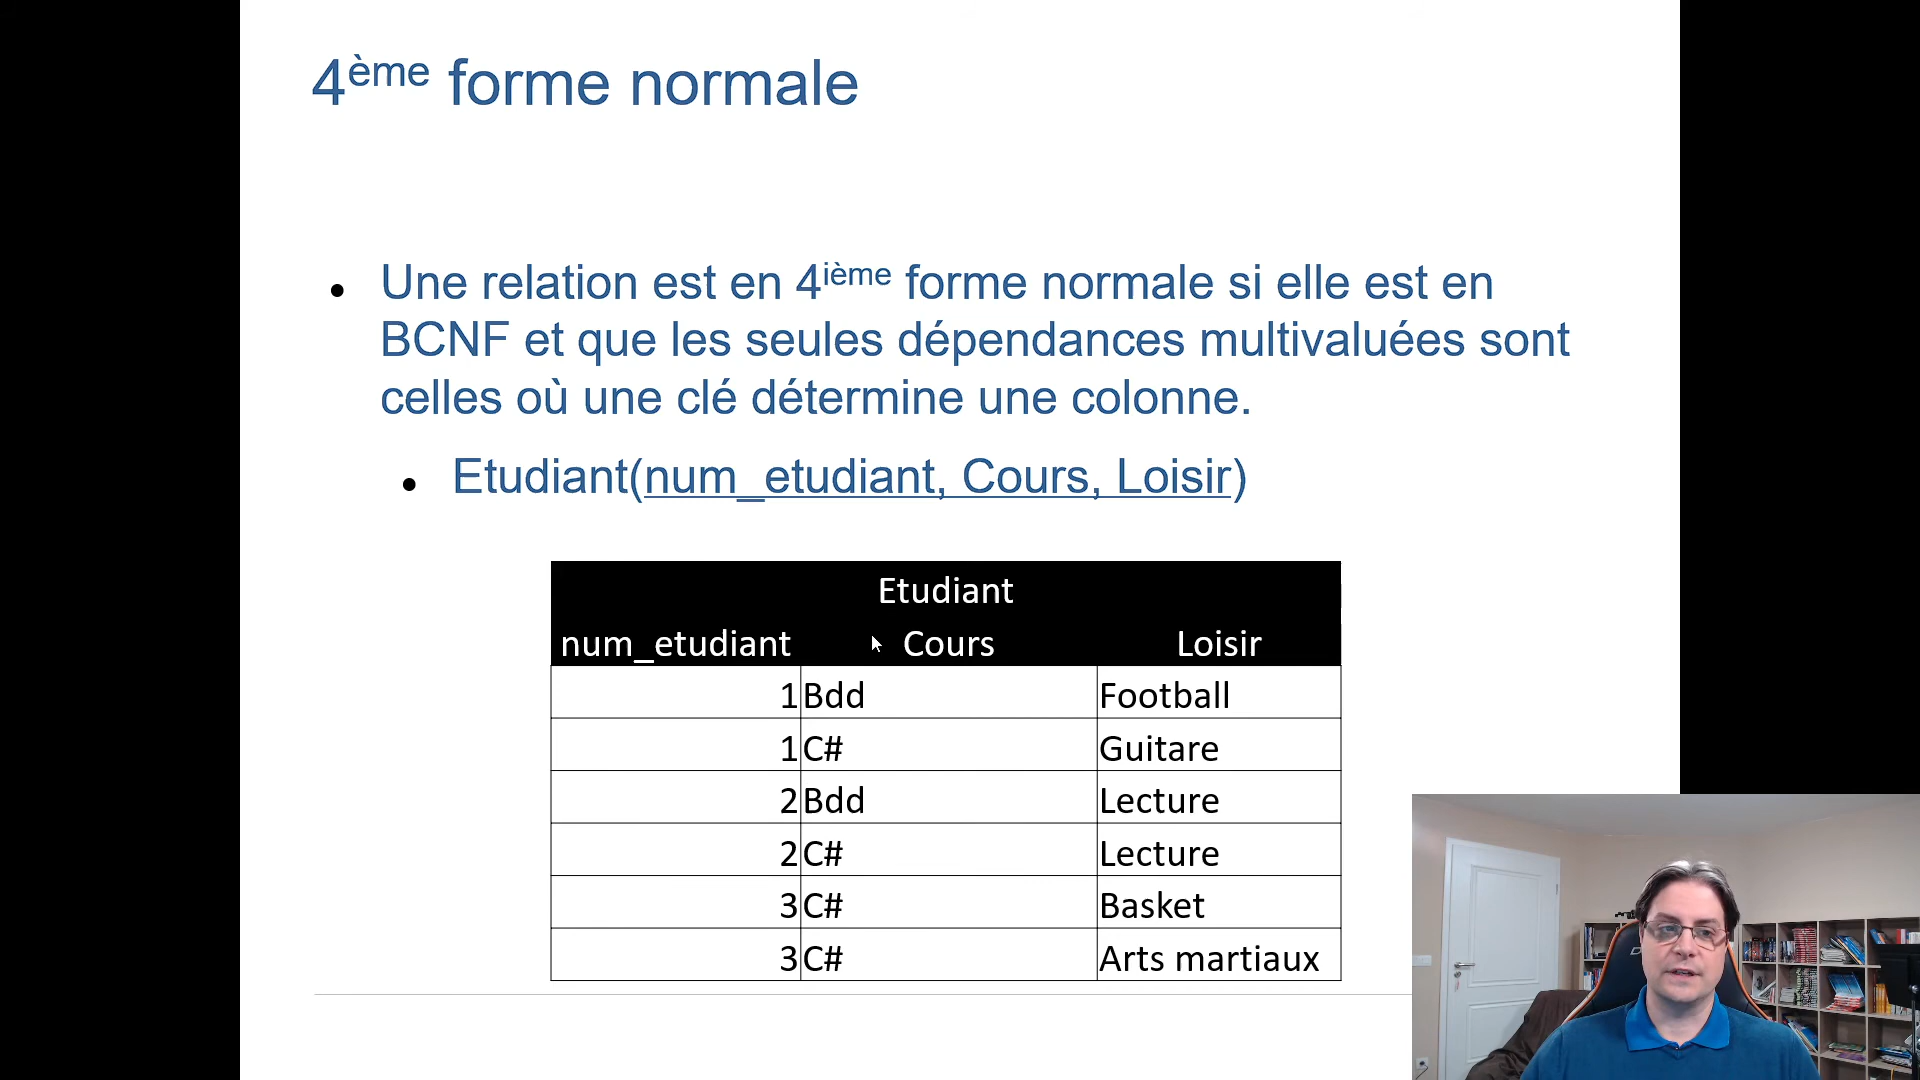 4ème forme normale
• Une relation est en 4ième forme normale si elle est en
BCNF et que les seules dépendances multivaluées sont
celles où une clé détermine une colonne.
• Etudiant(num_etudiant, Cours, Loisir)
Etudiant
num_etudiant Cours Loisir
1 Bdd Football
1 C# Guitare
2 Bdd Lecture
2 C# Lecture
3 C# Basket
3 C# Arts martiaux